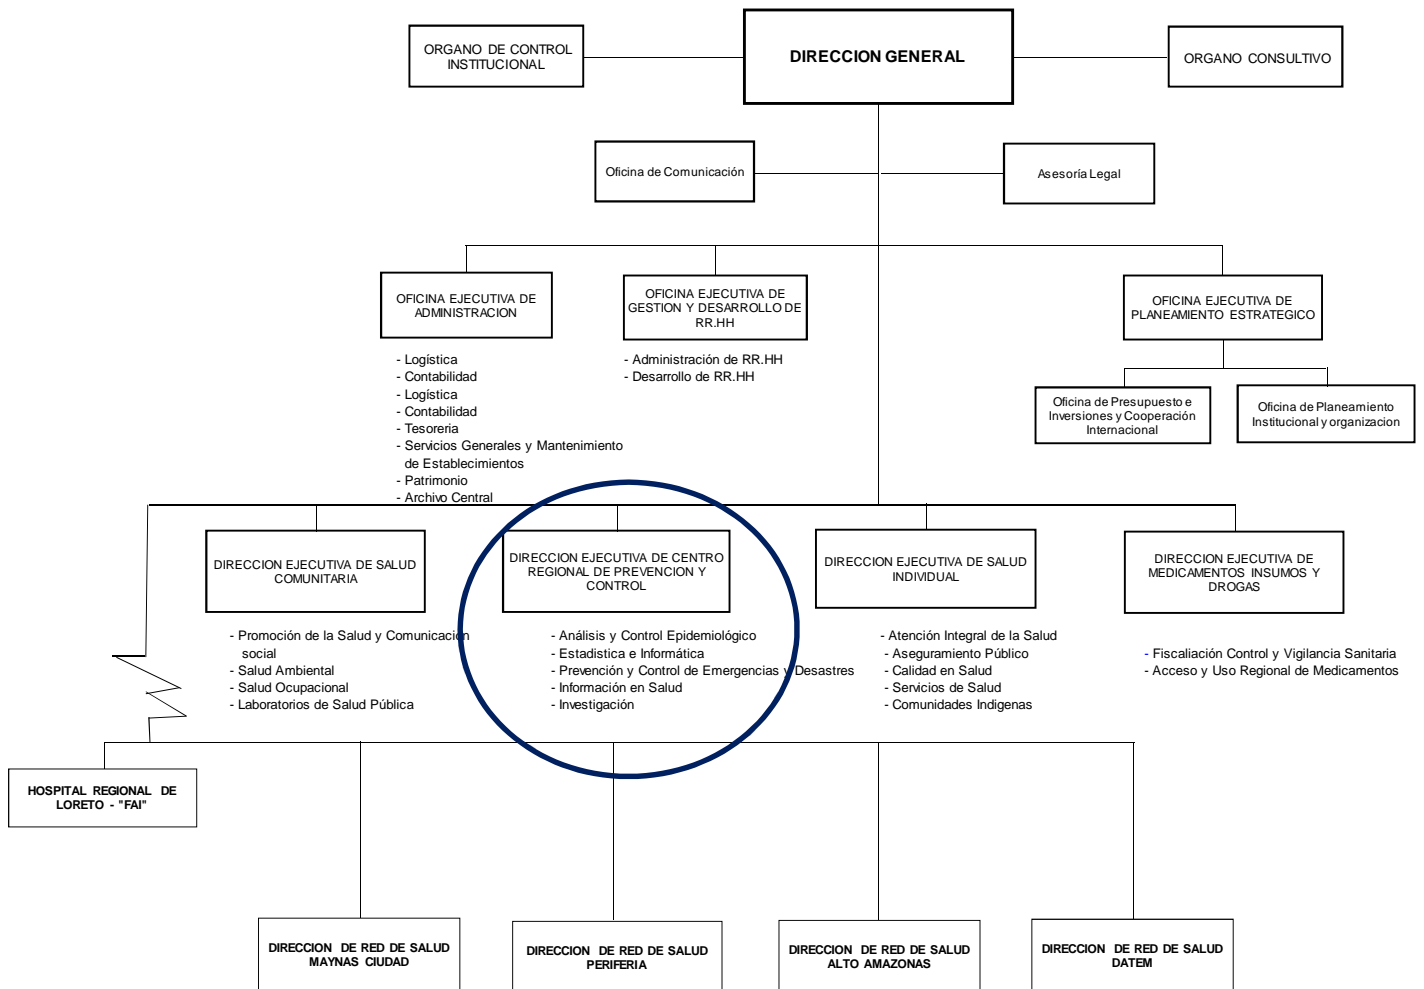 ORGANO DE CONTROL
INSTITUCIONAL
DIRECCION GENERAL
ORGANO CONSULTIVO
Oficina de Comunicación
Asesoría Legal
OFICINA EJECUTIVA DE
ADMINISTRACION
OFICINA EJECUTIVA DE
GESTION Y DESARROLLO DE
RR.HH
OFICINA EJECUTIVA DE
PLANEAMIENTO ESTRATEGICO
- Logística
- Contabilidad
- Logística
- Contabilidad
- Tesoreria
- Servicios Generales y Mantenimiento
de Establecimientos
- Patrimonio
- Archivo Central
- Administración de RR.HH
- Desarrollo de RR.HH
Oficina de Presupuesto e
Inversiones y Cooperación
Internacional
Oficina de Planeamiento
Institucional y organizacion
DIRECCION EJECUTIVA DE SALUD
COMUNITARIA
DIRECCION EJECUTIVA DE CENTRO
REGIONAL DE PREVENCION Y
CONTROL
DIRECCION EJECUTIVA DE SALUD
INDIVIDUAL
DIRECCION EJECUTIVA DE
MEDICAMENTOS INSUMOS Y
DROGAS
- Promoción de la Salud y Comunicación
social
- Salud Ambiental
- Salud Ocupacional
- Laboratorios de Salud Pública
- Análisis y Control Epidemiológico
- Estadistica e Informática
- Prevención y Control de Emergencias y Desastres
- Información en Salud
- Investigación
- Atención Integral de la Salud
- Aseguramiento Público
- Calidad en Salud
- Servicios de Salud
- Comunidades Indigenas
- Fiscaliación Control y Vigilancia Sanitaria
- Acceso y Uso Regional de Medicamentos
HOSPITAL REGIONAL DE
LORETO - "FAI"
DIRECCION DE RED DE SALUD
MAYNAS CIUDAD
DIRECCION DE RED DE SALUD
PERIFERIA
DIRECCION DE RED DE SALUD
ALTO AMAZONAS
DIRECCION DE RED DE SALUD
DATEM